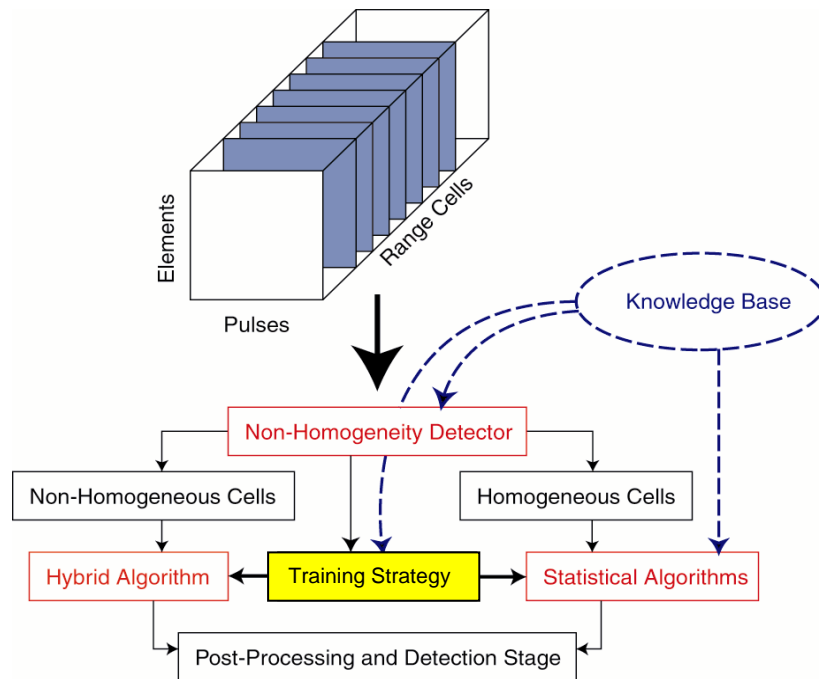 Elements
Range Cells
Pulses
Knowledge Base
Non-Homogeneity Detector
Non-Homogeneous Cells
Homogeneous Cells
Hybrid Algorithm
Training Strategy
Statistical Algorithms
Post-Processing and Detection Stage